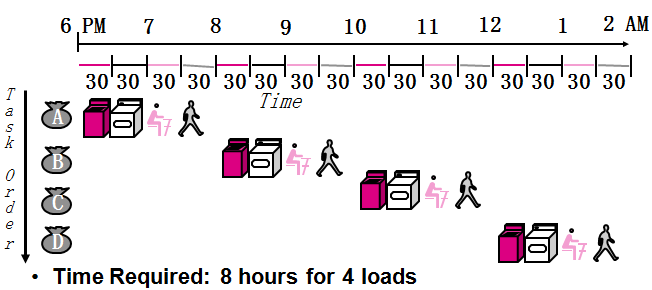 6 PM 7 8 9 10 11 12 1 2 AM
30 30 30 30 30 30 30 30 30 30 30 30 30 30 30 30
Time
Task Order
A
B
C
D
• Time Required: 8 hours for 4 loads